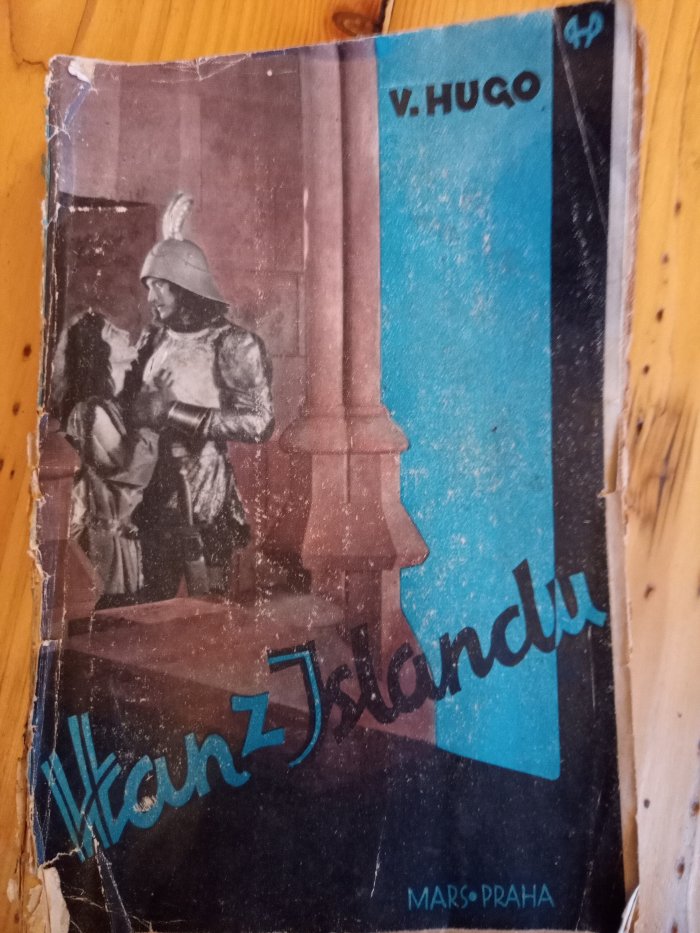 V. HUGO
Han z Islandu
MARS • PRAHA